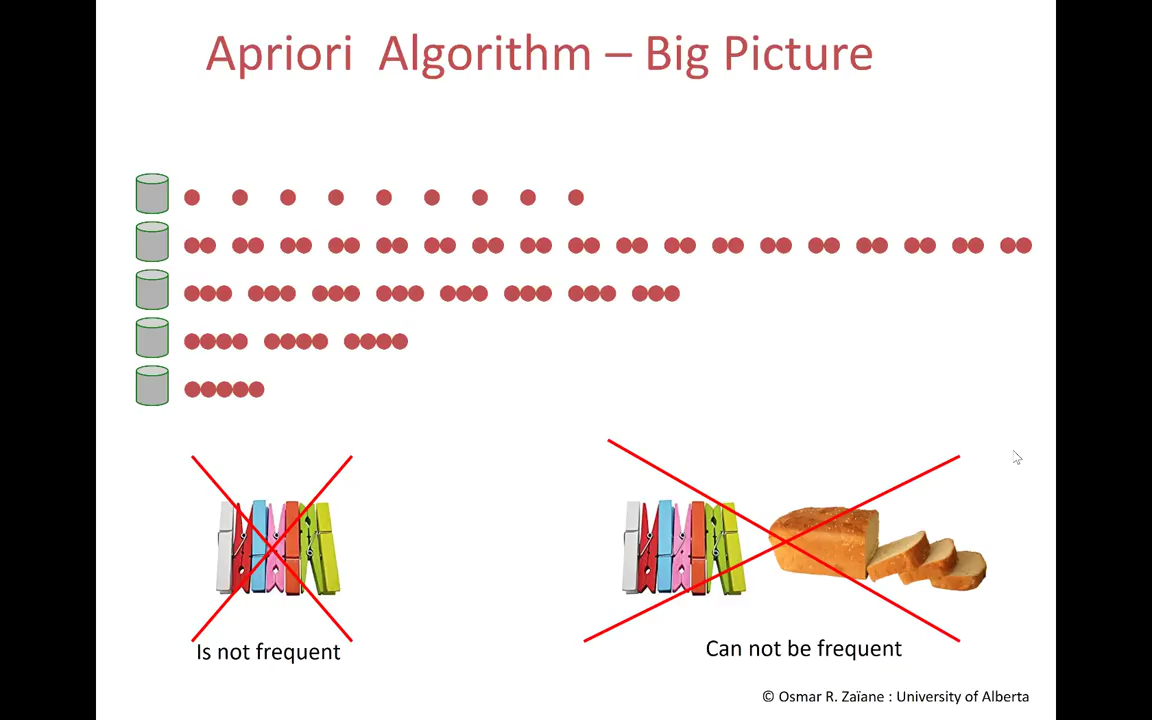 Apriori Algorithm – Big Picture
Is not frequent
Can not be frequent
© Osmar R. Zaïane : University of Alberta